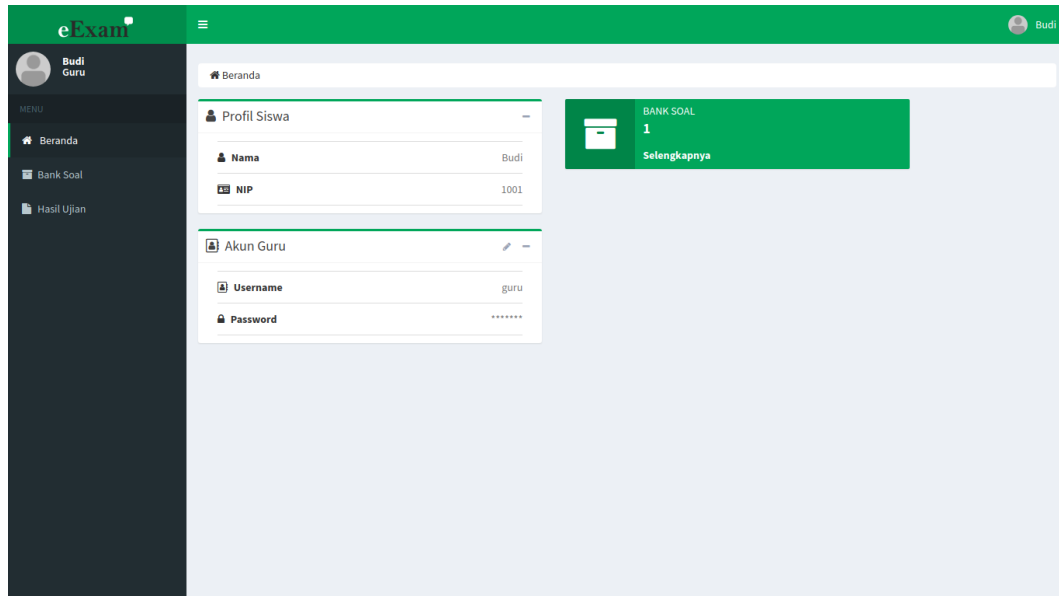 eExam
Budi
Budi
Guru
MENU
Beranda
Bank Soal
Hasil Ujian
Beranda
Profil Siswa
Nama Budi
NIP 1001
Akun Guru
Username guru
Password *******
BANK SOAL
1
Selengkapnya